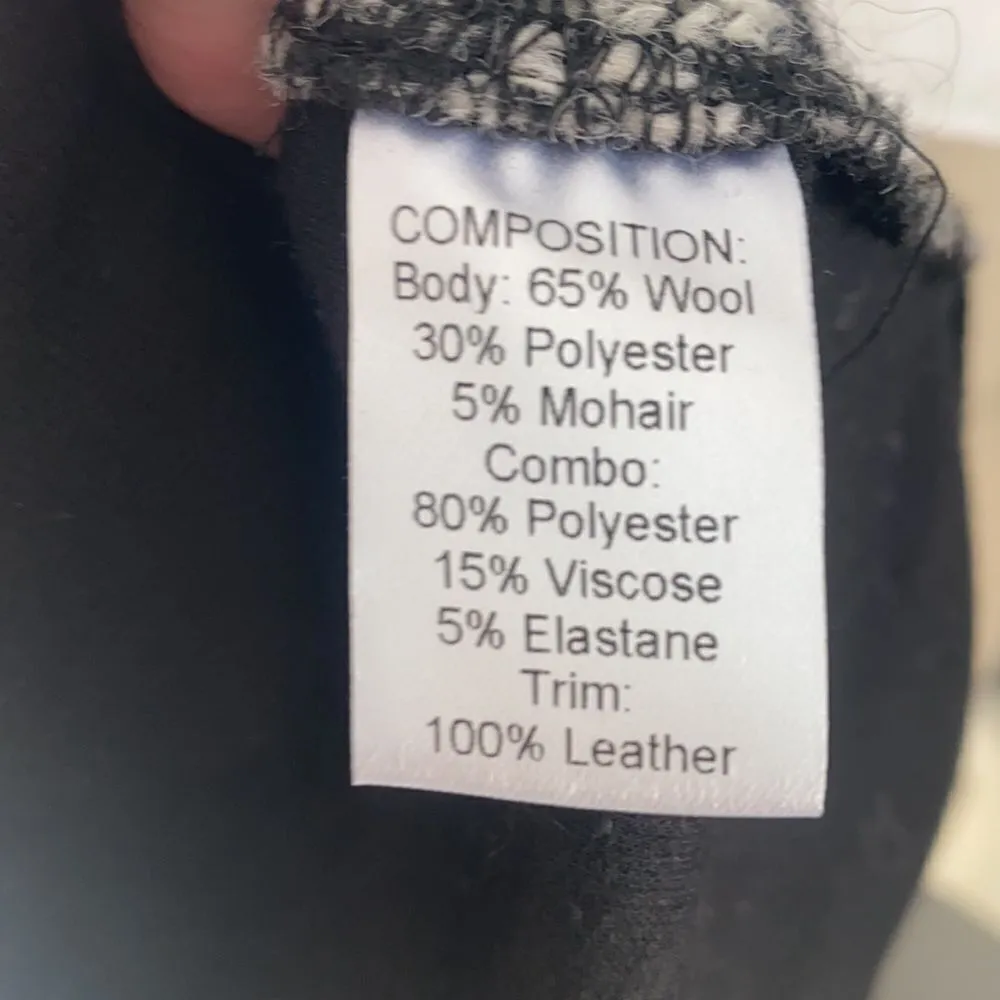 COMPOSITION:
Body: 65% Wool
30% Polyester
5% Mohair
Combo:
80% Polyester
15% Viscose
5% Elastane
Trim:
100% Leather